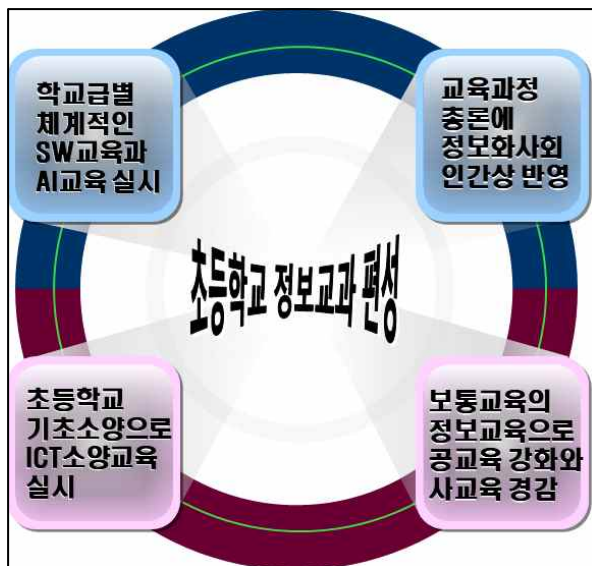 학교급별
체계적인
SW교육과
AI교육 실시
교육과정
총론에
정보화사회
인간상 반영
초등학교 정보교과 편성
초등학교
기초소양으로
ICT소양교육
실시
보통교육의
정보교육으로
공교육 강화와
사교육 경감